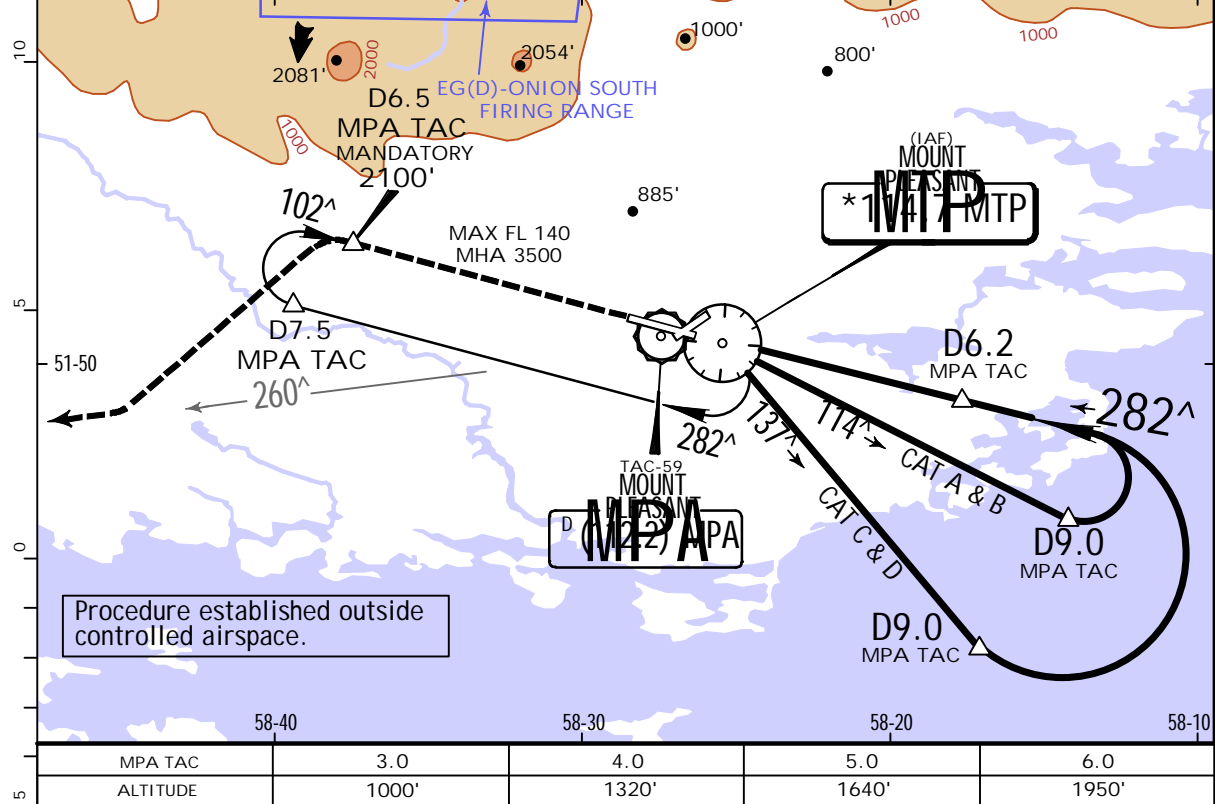 10
2081'
2000
2054'
1000'
800'
1000
1000
EG(D)-ONION SOUTH
FIRING RANGE
1000
D6.5
MPA TAC
MANDATORY
2100'
885'
(IAF)
MOUNT
PLEASANT
MTP
*114.7 MTP
102^
MAX FL 140
MHA 3500
5
D7.5
MPA TAC
51-50
260^
D6.2
MPA TAC
282^
282^
137^
114^
CAT A & B
CAT C & D
TAC-59
MOUNT
PLEASANT
MPA
D
MPA
D9.0
MPA TAC
0
D9.0
MPA TAC
Procedure established outside
controlled airspace.
58-40
58-30
58-20
58-10
MPA TAC 3.0 4.0 5.0 6.0
ALTITUDE 1000' 1320' 1640' 1950'
5